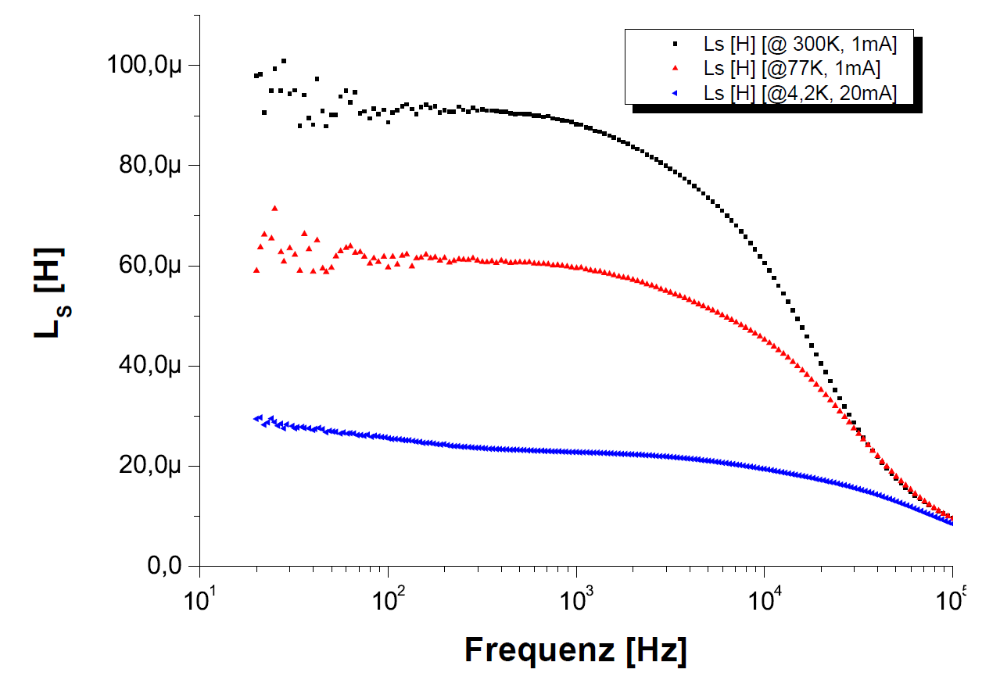 Ls [H] [@ 300K, 1mA]
Ls [H] [@77K, 1mA]
Ls [H] [@4,2K, 20mA]
100,0µ
80,0µ
60,0µ
40,0µ
20,0µ
0,0
L_S [H]
10¹ 10² 10³ 10⁴ 10⁵
Frequenz [Hz]